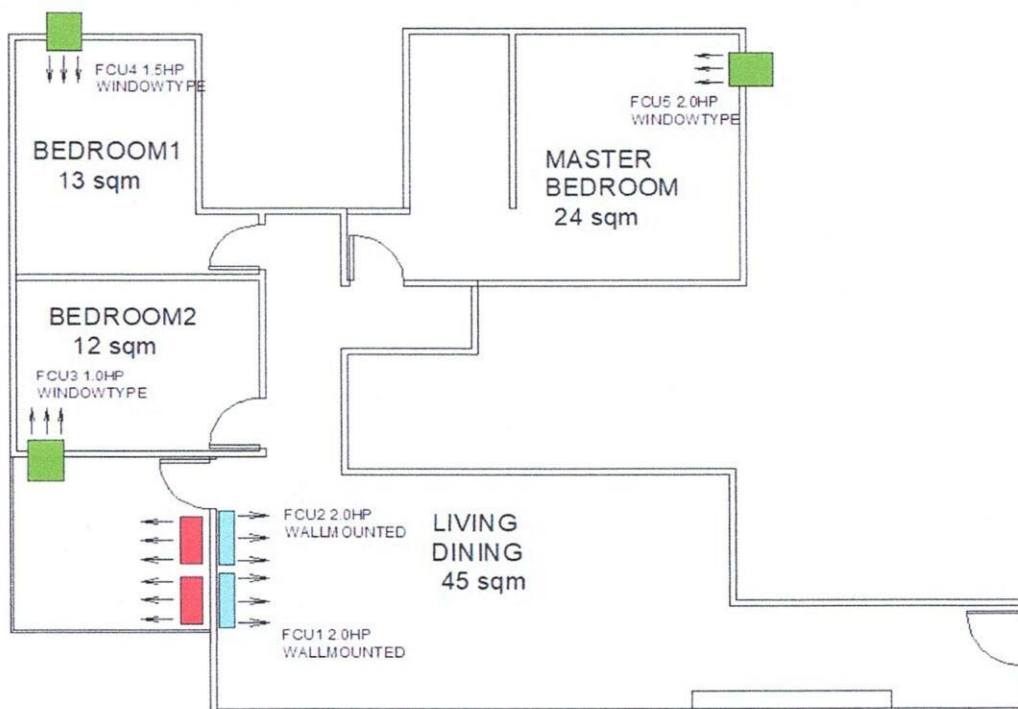 FCU4 1.5HP
WINDOWTYPE
BEDROOM1
13 sqm
FCU5 2.0HP
WINDOWTYPE
MASTER
BEDROOM
24 sqm
BEDROOM2
12 sqm
FCU3 1.0HP
WINDOWTYPE
FCU2 2.0HP
WALLMOUNTED
LIVING
DINING
45 sqm
FCU1 2.0HP
WALLMOUNTED